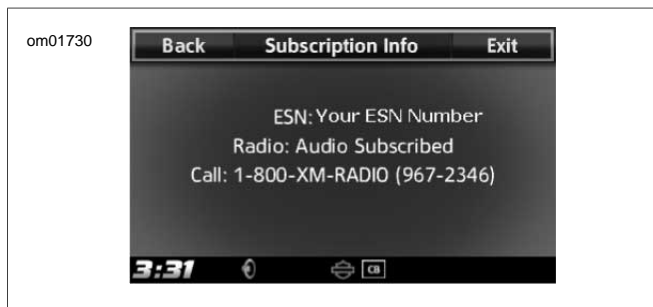 om01730
Back Subscription Info Exit
ESN: Your ESN Number
Radio: Audio Subscribed
Call: 1-800-XM-RADIO (967-2346)
3:31 CB